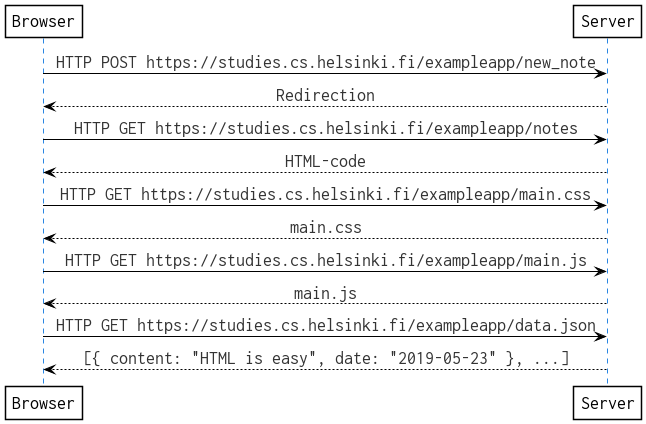 Browser Server
HTTP POST https://studies.cs.helsinki.fi/exampleapp/new_note
Redirection
HTTP GET https://studies.cs.helsinki.fi/exampleapp/notes
HTML-code
HTTP GET https://studies.cs.helsinki.fi/exampleapp/main.css
main.css
HTTP GET https://studies.cs.helsinki.fi/exampleapp/main.js
main.js
HTTP GET https://studies.cs.helsinki.fi/exampleapp/data.json
[{ content: "HTML is easy", date: "2019-05-23" }, ...]
Browser Server